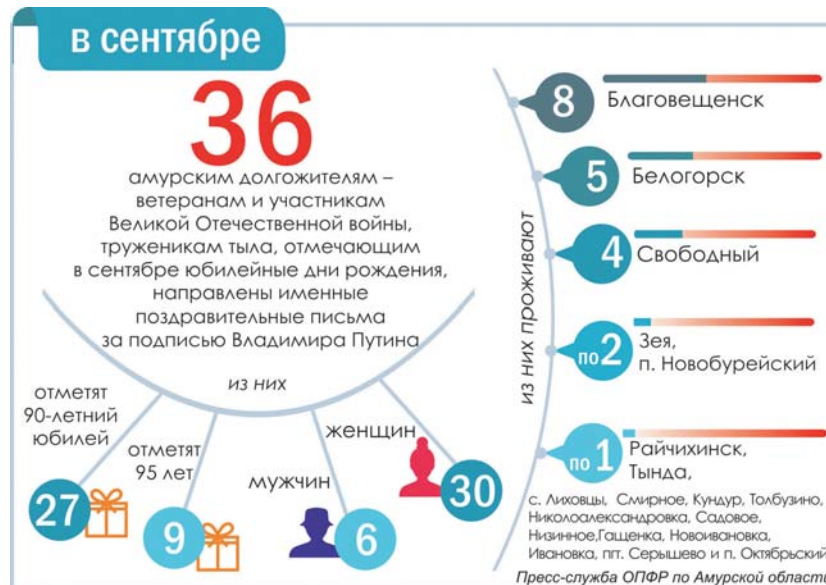 в сентябре
36
амурским долгожителям –
ветеранам и участникам
Великой Отечественной войны,
труженикам тыла, отмечающим
в сентябре юбилейные дни рождения,
направлены именные
поздравительные письма
за подписью Владимира Путина
из них
отметят
90-летний
юбилей
27
отметят
95 лет
9
мужчин
6
женщин
30
из них проживают
8
Благовещенск
5
Белогорск
4
Свободный
по 2
Зея,
п. Новобурейский
по 1
Райчихинск,
Тында,
с. Лиховцы, Смирное, Кундур, Толбузино,
Николоалександровка, Садовое,
Низинное,Гащенка, Новоивановка,
Ивановка, пгт. Серышево и п. Октябрьский
Пресс-служба ОПФР по Амурской области